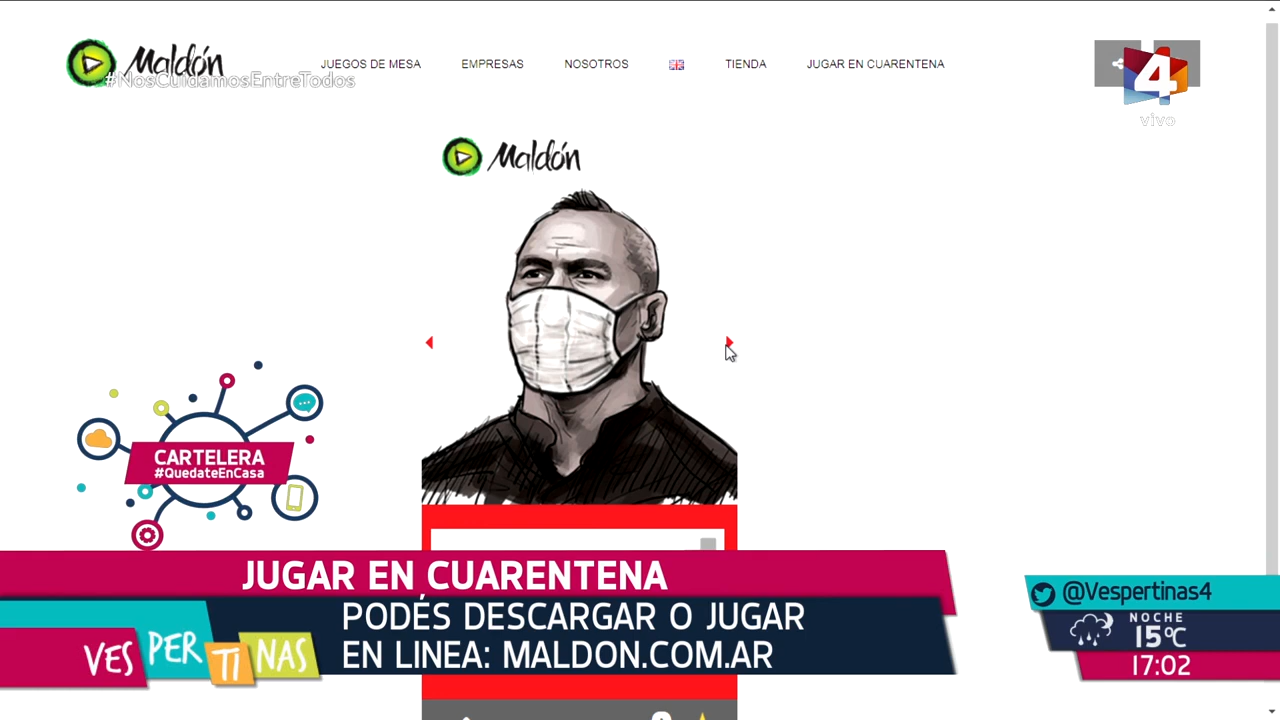 Maldón
#NosCuidamosEntreTodos
JUEGOS DE MESA
EMPRESAS
NOSOTROS
TIENDA
JUGAR EN CUARENTENA
4
vivo
Maldón
CARTELERA
#QuedateEnCasa
JUGAR EN CUARENTENA
PODÉS DESCARGAR O JUGAR
EN LINEA: MALDON.COM.AR
VESPERTINAS
@Vespertinas4
NOCHE
15ºC
17:02